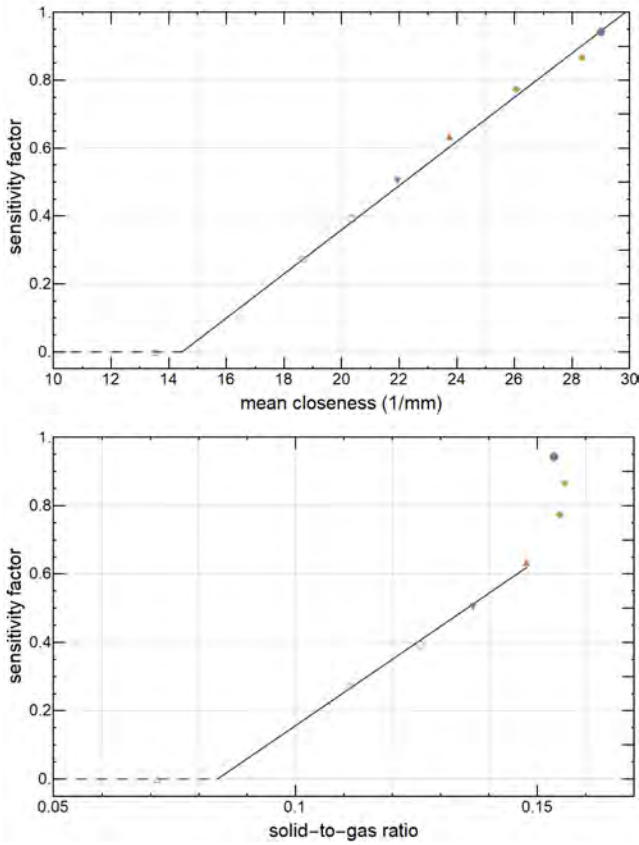 1.
0.8
0.6
0.4
0.2
0.
10 12 14 16 18 20 22 24 26 28 30
sensitivity factor
mean closeness (1/mm)
1.
0.8
0.6
0.4
0.2
0.
0.05 0.1 0.15
sensitivity factor
solid-to-gas ratio